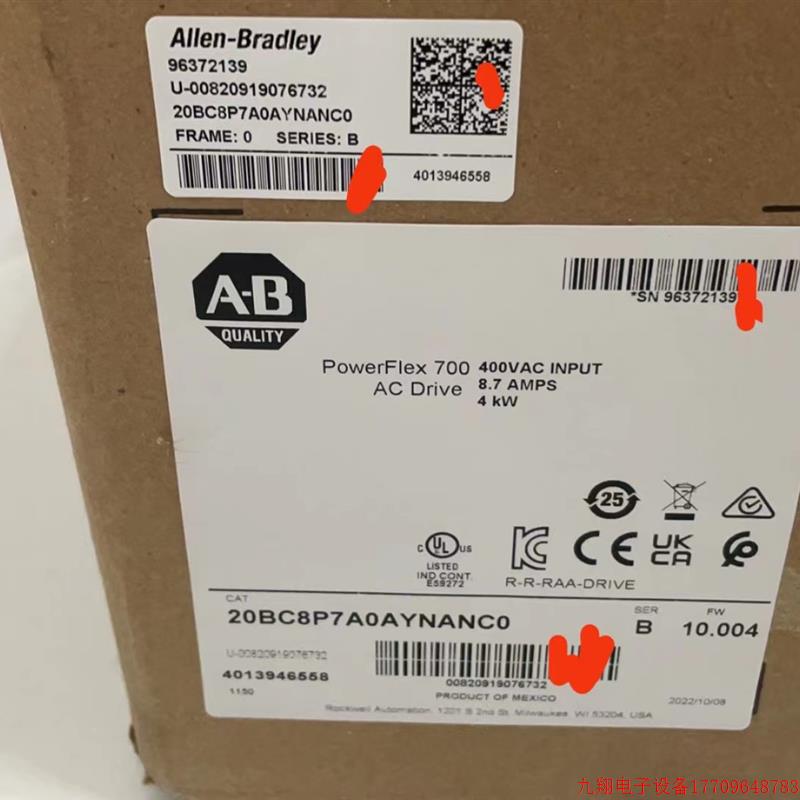 Allen-Bradley
96372139
U-00820919076732
20BC8P7A0AYNANC0
FRAME: 0 SERIES: B
4013946558
A-B
QUALITY
*SN 96372139
PowerFlex 700 400VAC INPUT
AC Drive 8.7 AMPS
4 kW
25
C UL US
LISTED
IND CONT
E59272
CE
UK
CA
R-R-RAA-DRIVE
CAT
20BC8P7A0AYNANC0
SER
B
FW
10.004
U-00820919076732
4013946558
1150
00820919076732
PRODUCT OF MEXICO
2022/10/08
Rockwell Automation, 1201 S 2nd St, Milwaukee, WI 53204, USA
九翔电子设备17709648783